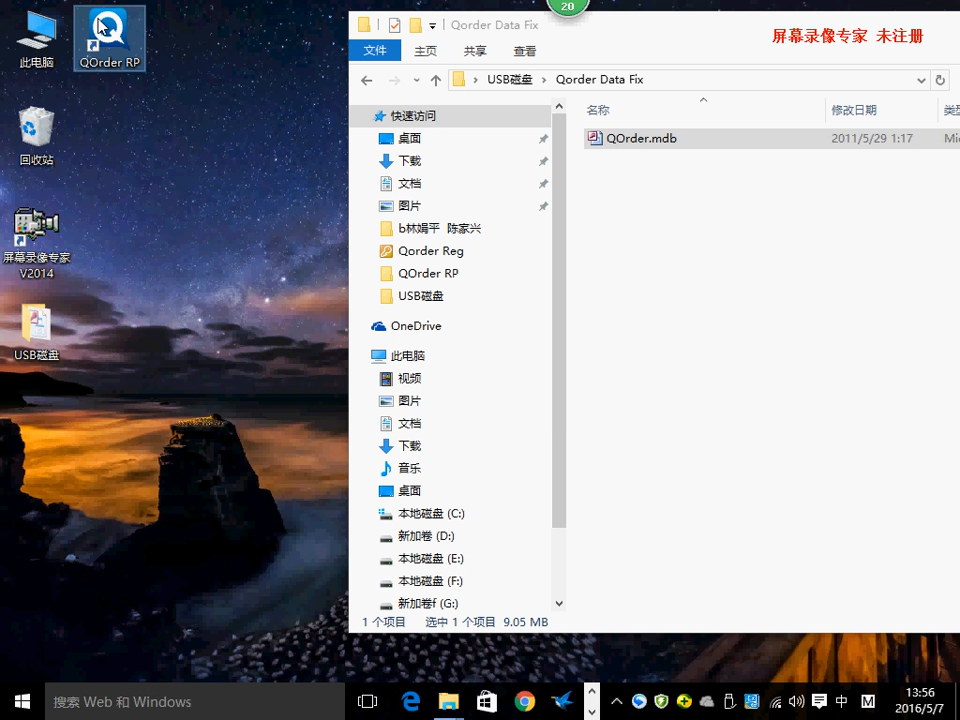 此电脑
QOrder RP
回收站
屏幕录像专家
V2014
USB磁盘
20
Qorder Data Fix
屏幕录像专家 未注册
文件 主页 共享 查看
USB磁盘 › Qorder Data Fix
快速访问
桌面
下载
文档
图片
b林娟平 陈家兴
Qorder Reg
QOrder RP
USB磁盘
OneDrive
此电脑
视频
图片
文档
下载
音乐
桌面
本地磁盘 (C:)
新加卷 (D:)
本地磁盘 (E:)
本地磁盘 (F:)
新加卷f (G:)
名称 修改日期 类型
QOrder.mdb 2011/5/29 1:17 Mic
1 个项目 选中 1 个项目 9.05 MB
搜索 Web 和 Windows
中 M
13:56
2016/5/7